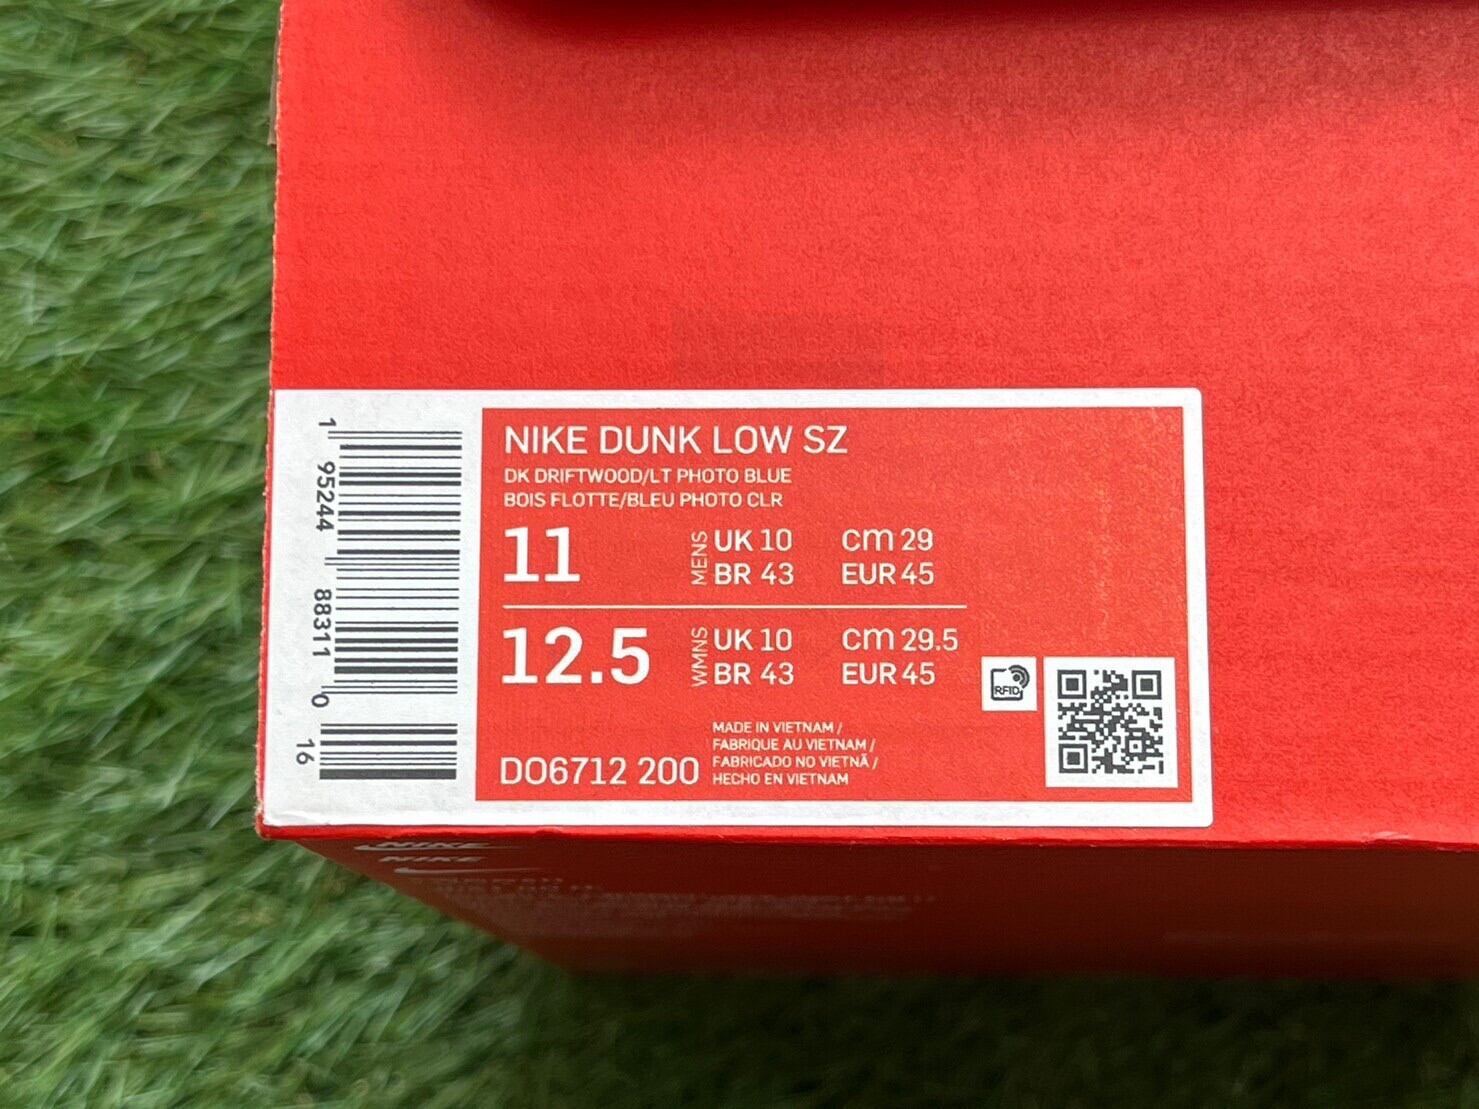 NIKE DUNK LOW SZ
DK DRIFTWOOD/LT PHOTO BLUE
BOIS FLOTTE/BLEU PHOTO CLR
11 MENS UK 10 cm 29
BR 43 EUR 45
12.5 WMNS UK 10 cm 29.5
BR 43 EUR 45
RFID
MADE IN VIETNAM /
FABRIQUE AU VIETNAM /
FABRICADO NO VIETNÃ /
HECHO EN VIETNAM
DO6712 200
1 95244 88311 0
16
NIKE
NIKE